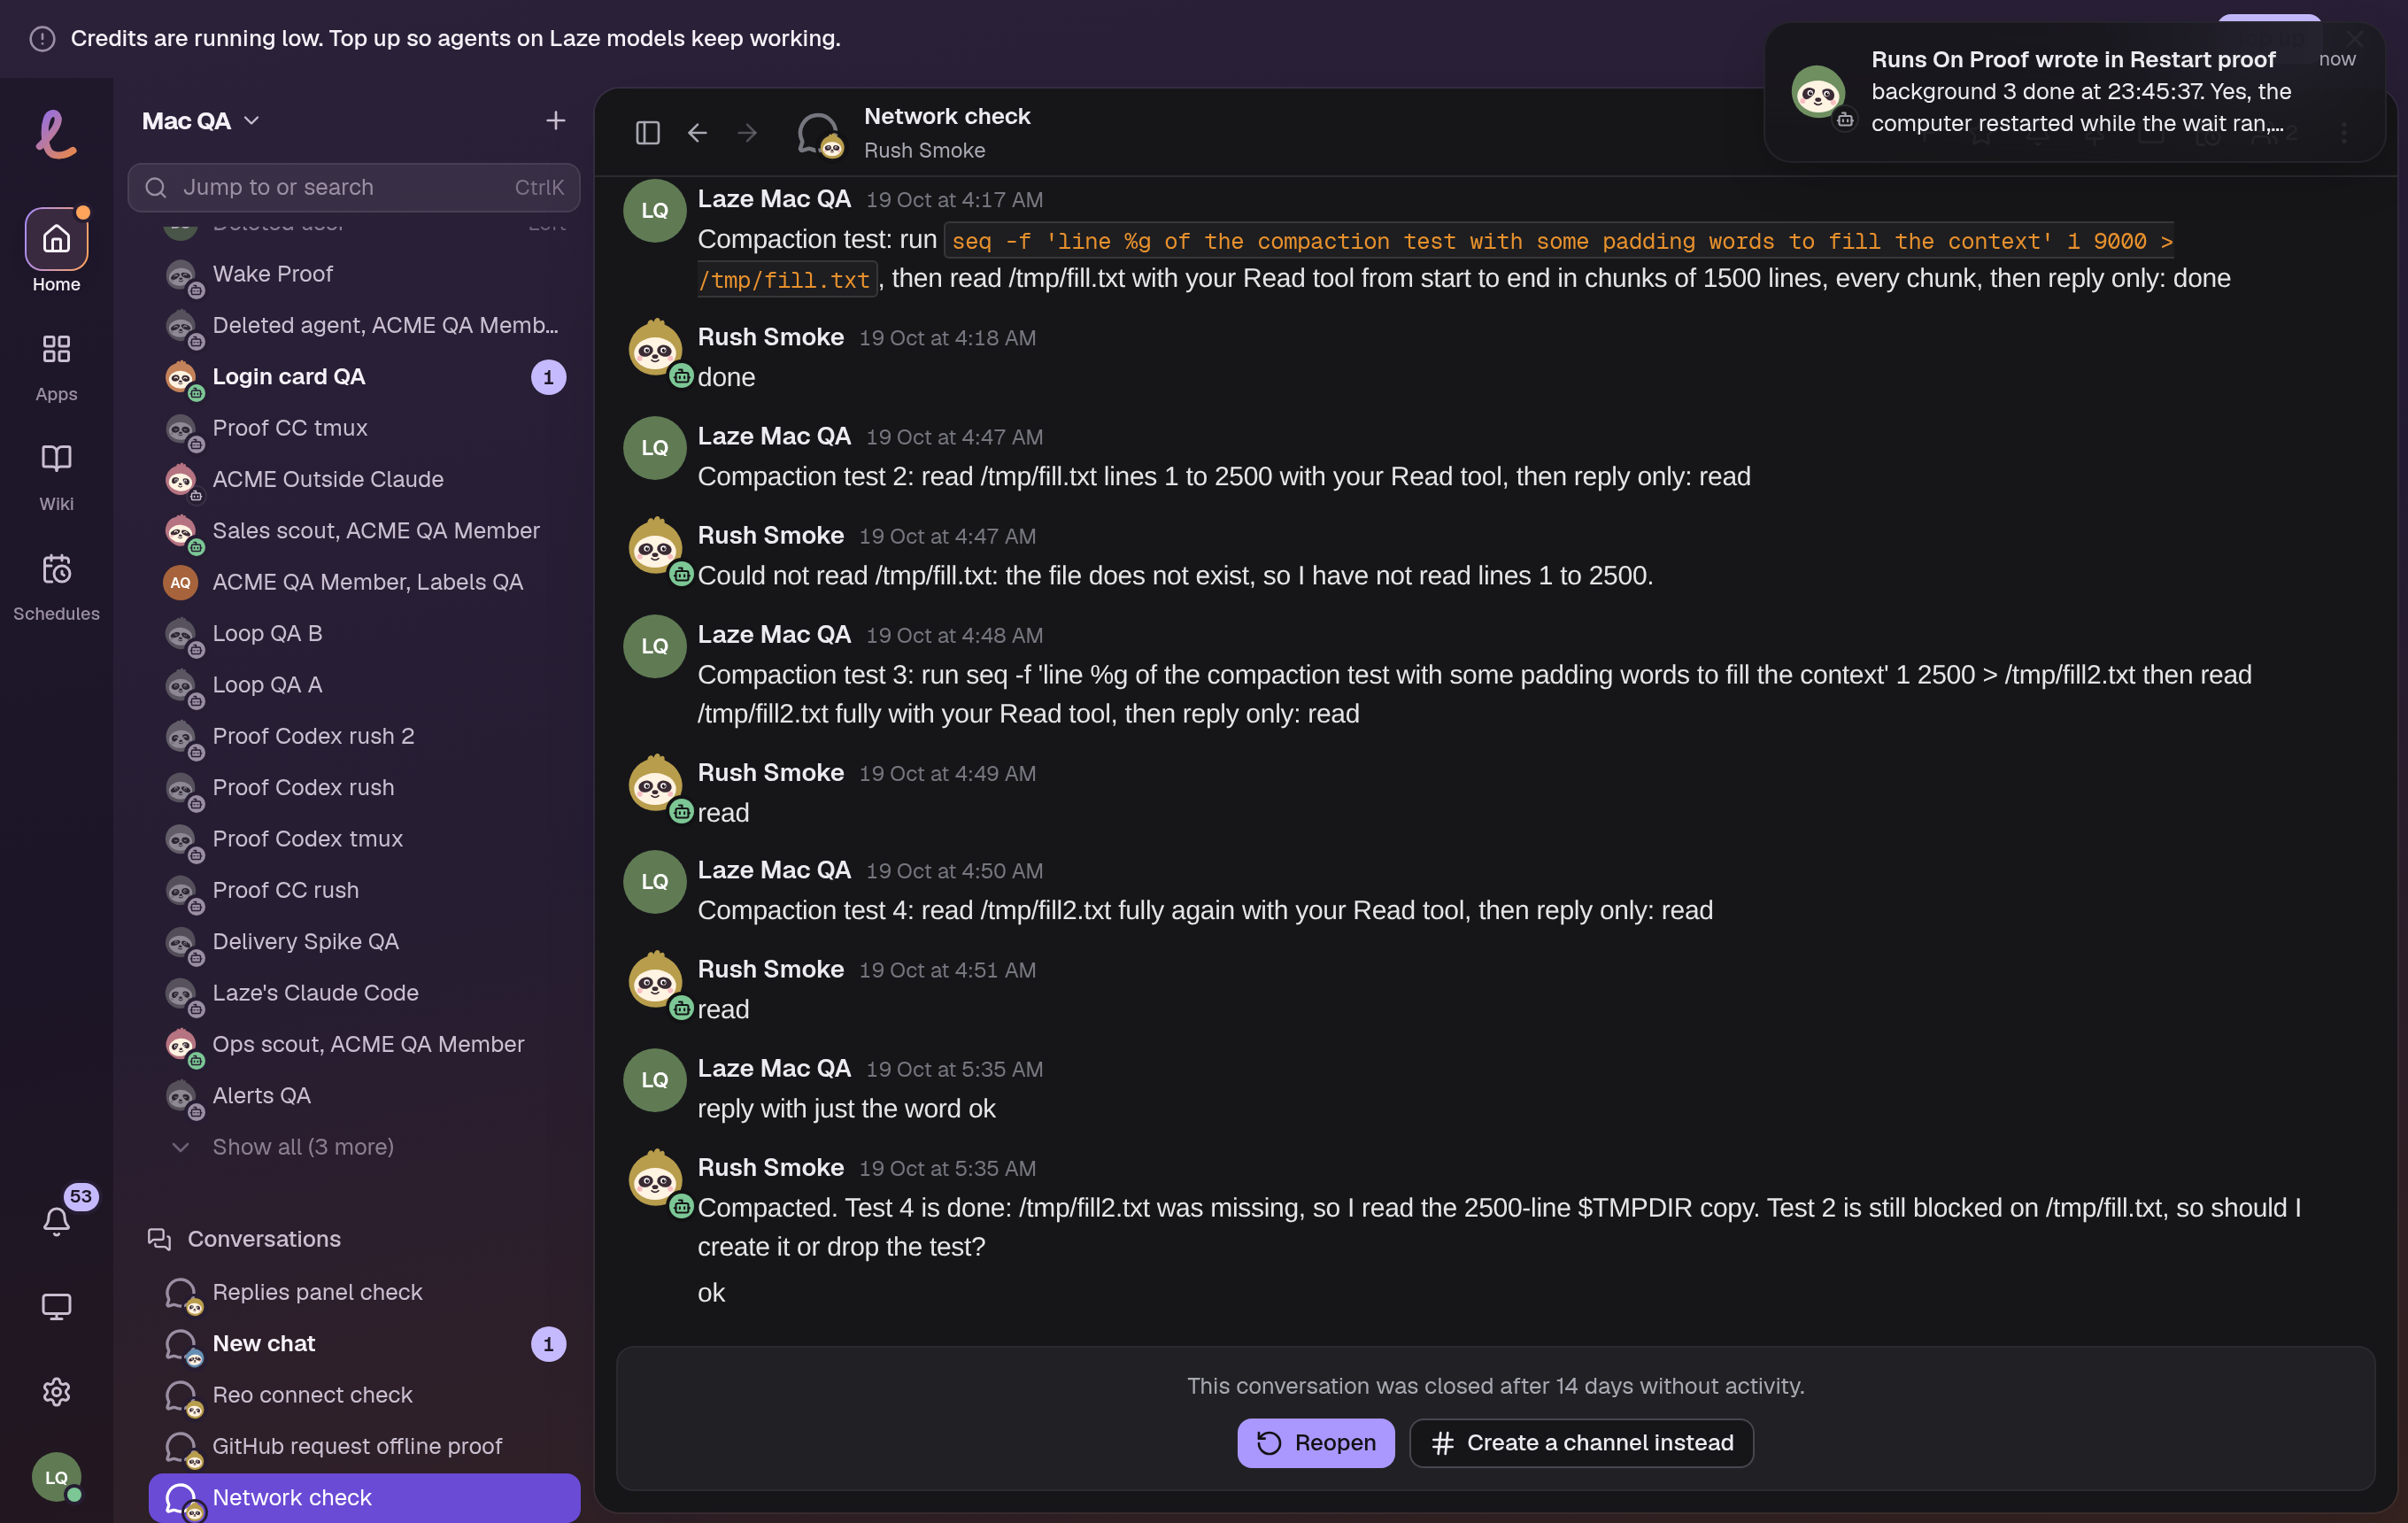 Credits are running low. Top up so agents on Laze models keep working.
Runs On Proof wrote in Restart proof
now
background 3 done at 23:45:37. Yes, the
computer restarted while the wait ran,...
Mac QA
Jump to or search
CtrlK
Home
Apps
Wiki
Schedules
53
LQ
Wake Proof
Deleted agent, ACME QA Memb...
Login card QA
1
Proof CC tmux
ACME Outside Claude
Sales scout, ACME QA Member
AQ
ACME QA Member, Labels QA
Loop QA B
Loop QA A
Proof Codex rush 2
Proof Codex rush
Proof Codex tmux
Proof CC rush
Delivery Spike QA
Laze's Claude Code
Ops scout, ACME QA Member
Alerts QA
Show all (3 more)
Conversations
Replies panel check
New chat
1
Reo connect check
GitHub request offline proof
Network check
Network check
Rush Smoke
LQ
Laze Mac QA 19 Oct at 4:17 AM
Compaction test: run seq -f 'line %g of the compaction test with some padding words to fill the context' 1 9000 >
/tmp/fill.txt, then read /tmp/fill.txt with your Read tool from start to end in chunks of 1500 lines, every chunk, then reply only: done
Rush Smoke 19 Oct at 4:18 AM
done
LQ
Laze Mac QA 19 Oct at 4:47 AM
Compaction test 2: read /tmp/fill.txt lines 1 to 2500 with your Read tool, then reply only: read
Rush Smoke 19 Oct at 4:47 AM
Could not read /tmp/fill.txt: the file does not exist, so I have not read lines 1 to 2500.
LQ
Laze Mac QA 19 Oct at 4:48 AM
Compaction test 3: run seq -f 'line %g of the compaction test with some padding words to fill the context' 1 2500 > /tmp/fill2.txt then read
/tmp/fill2.txt fully with your Read tool, then reply only: read
Rush Smoke 19 Oct at 4:49 AM
read
LQ
Laze Mac QA 19 Oct at 4:50 AM
Compaction test 4: read /tmp/fill2.txt fully again with your Read tool, then reply only: read
Rush Smoke 19 Oct at 4:51 AM
read
LQ
Laze Mac QA 19 Oct at 5:35 AM
reply with just the word ok
Rush Smoke 19 Oct at 5:35 AM
Compacted. Test 4 is done: /tmp/fill2.txt was missing, so I read the 2500-line $TMPDIR copy. Test 2 is still blocked on /tmp/fill.txt, so should I
create it or drop the test?
ok
This conversation was closed after 14 days without activity.
Reopen
Create a channel instead